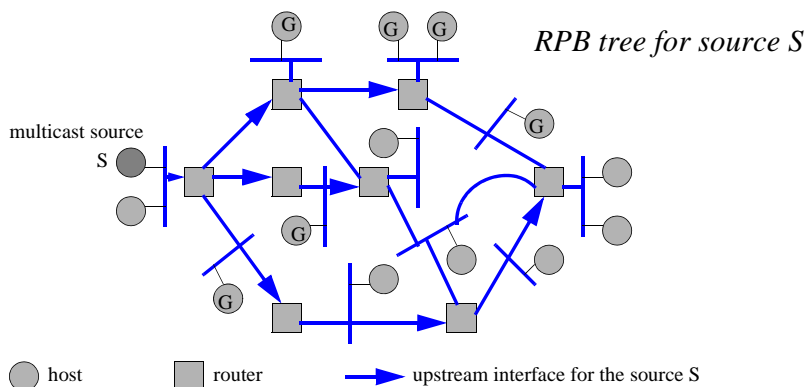 G
G G
RPB tree for source S
G
multicast source
S
G
G
host
router
upstream interface for the source S